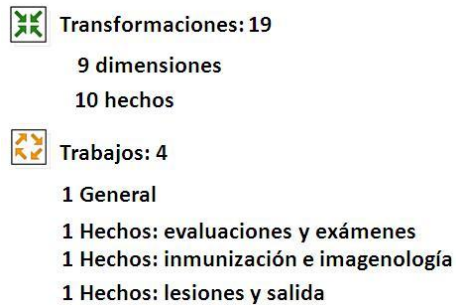 Transformaciones: 19
9 dimensiones
10 hechos
Trabajos: 4
1 General
1 Hechos: evaluaciones y exámenes
1 Hechos: inmunización e imagenología
1 Hechos: lesiones y salida